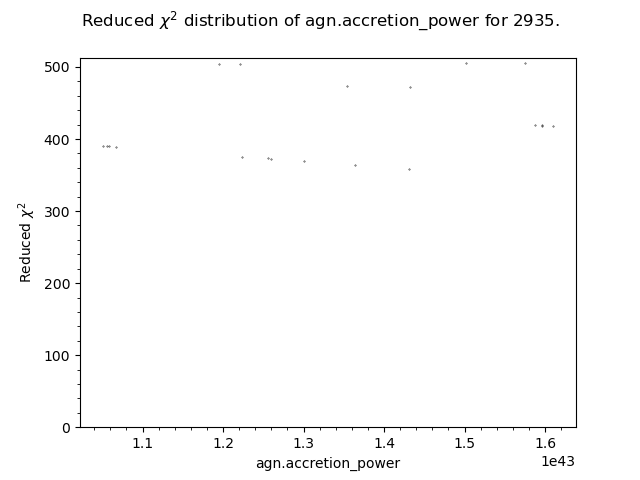 Reduced χ² distribution of agn.accretion_power for 2935.
500
400
300
200
100
0
Reduced χ²
1.1 1.2 1.3 1.4 1.5 1.6
1e43
agn.accretion_power